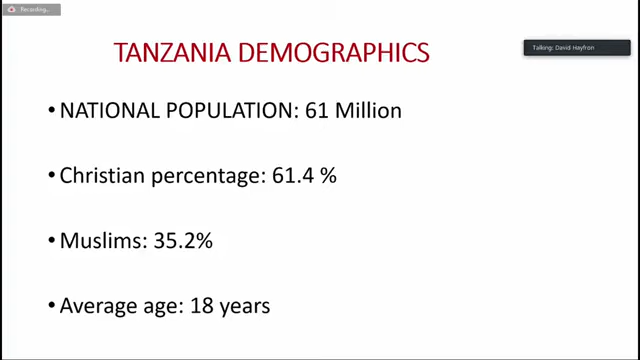 Recording...
TANZANIA DEMOGRAPHICS
Talking: David Hayfron
• NATIONAL POPULATION: 61 Million
• Christian percentage: 61.4 %
• Muslims: 35.2%
• Average age: 18 years